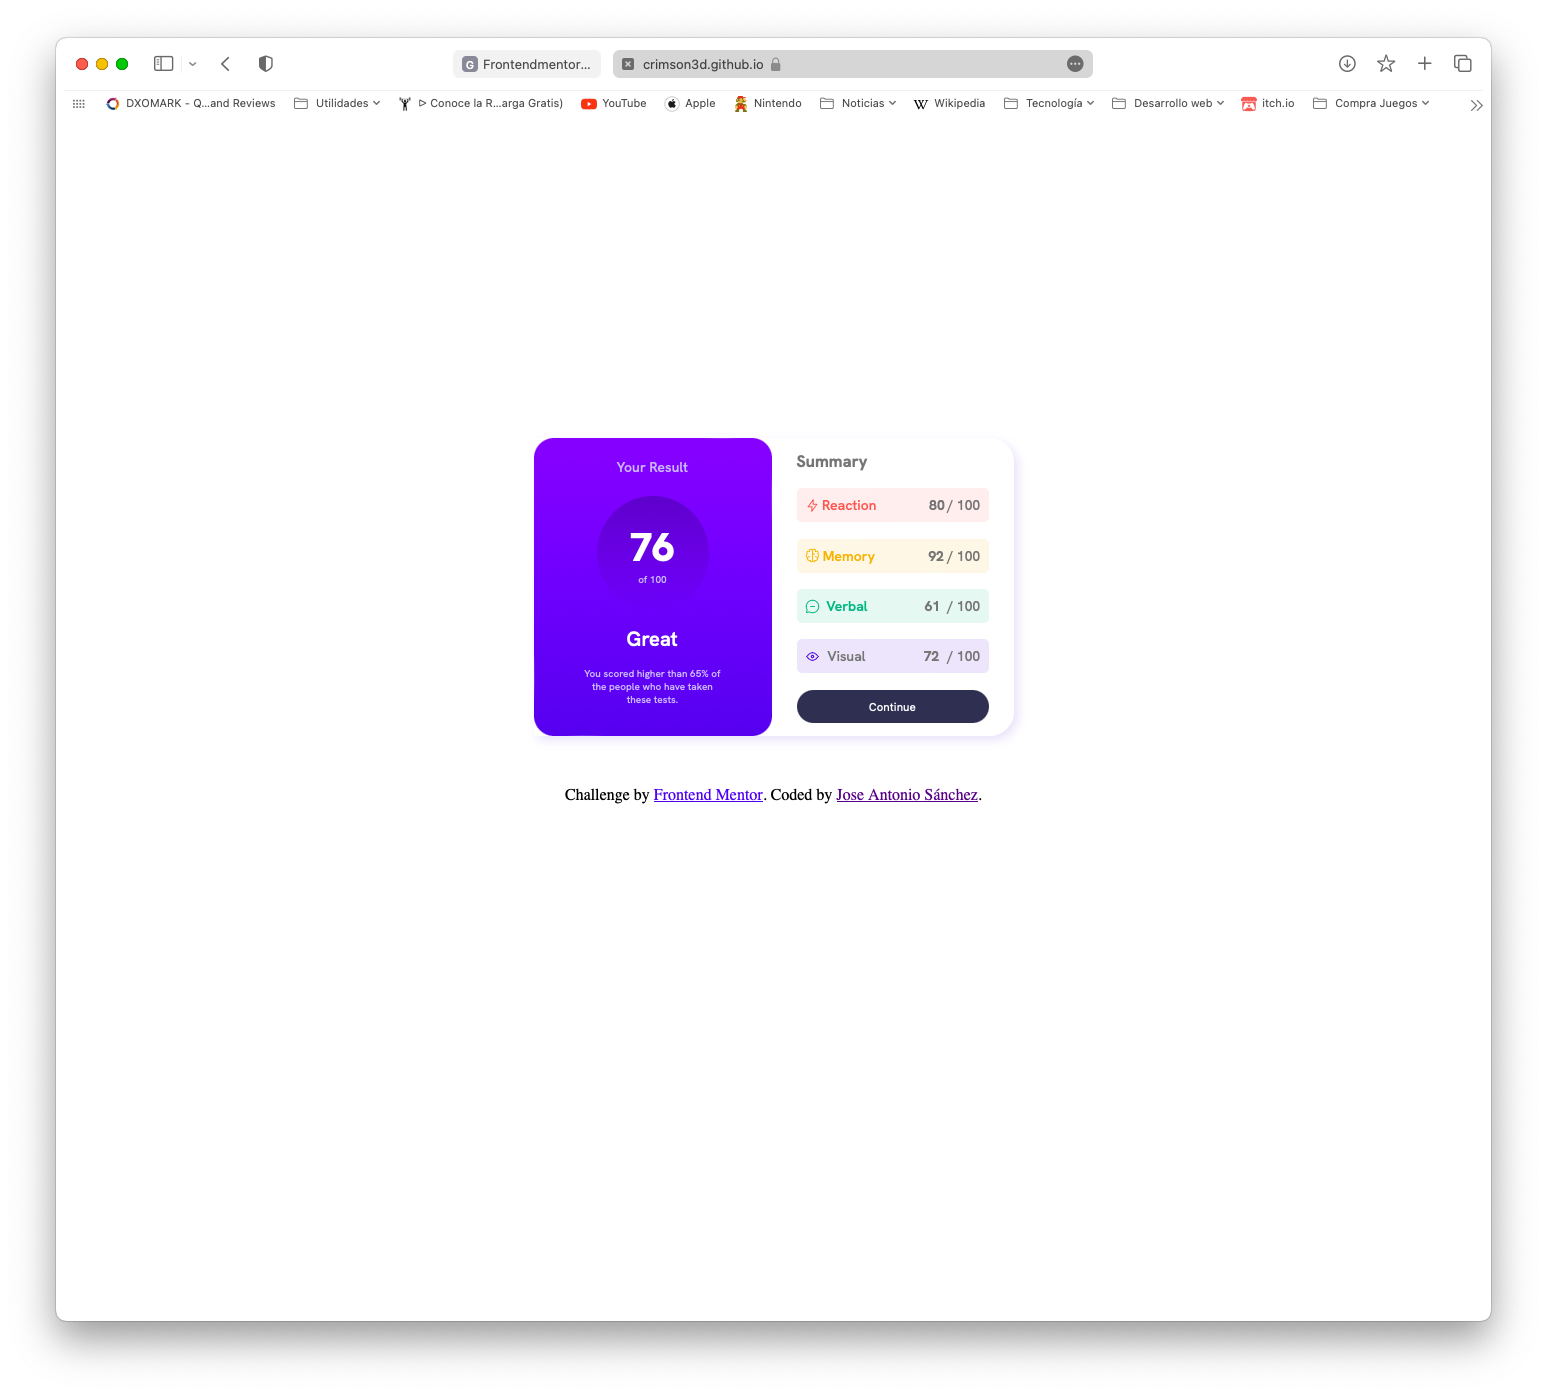 G Frontendmentor... crimson3d.github.io
DXOMARK - Q...and Reviews Utilidades ᐅ Conoce la R...arga Gratis) YouTube Apple Nintendo Noticias W Wikipedia Tecnología Desarrollo web itch.io Compra Juegos
Your Result
76
of 100
Great
You scored higher than 65% of
the people who have taken
these tests.
Summary
Reaction 80 / 100
Memory 92 / 100
Verbal 61 / 100
Visual 72 / 100
Continue
Challenge by Frontend Mentor. Coded by Jose Antonio Sánchez.